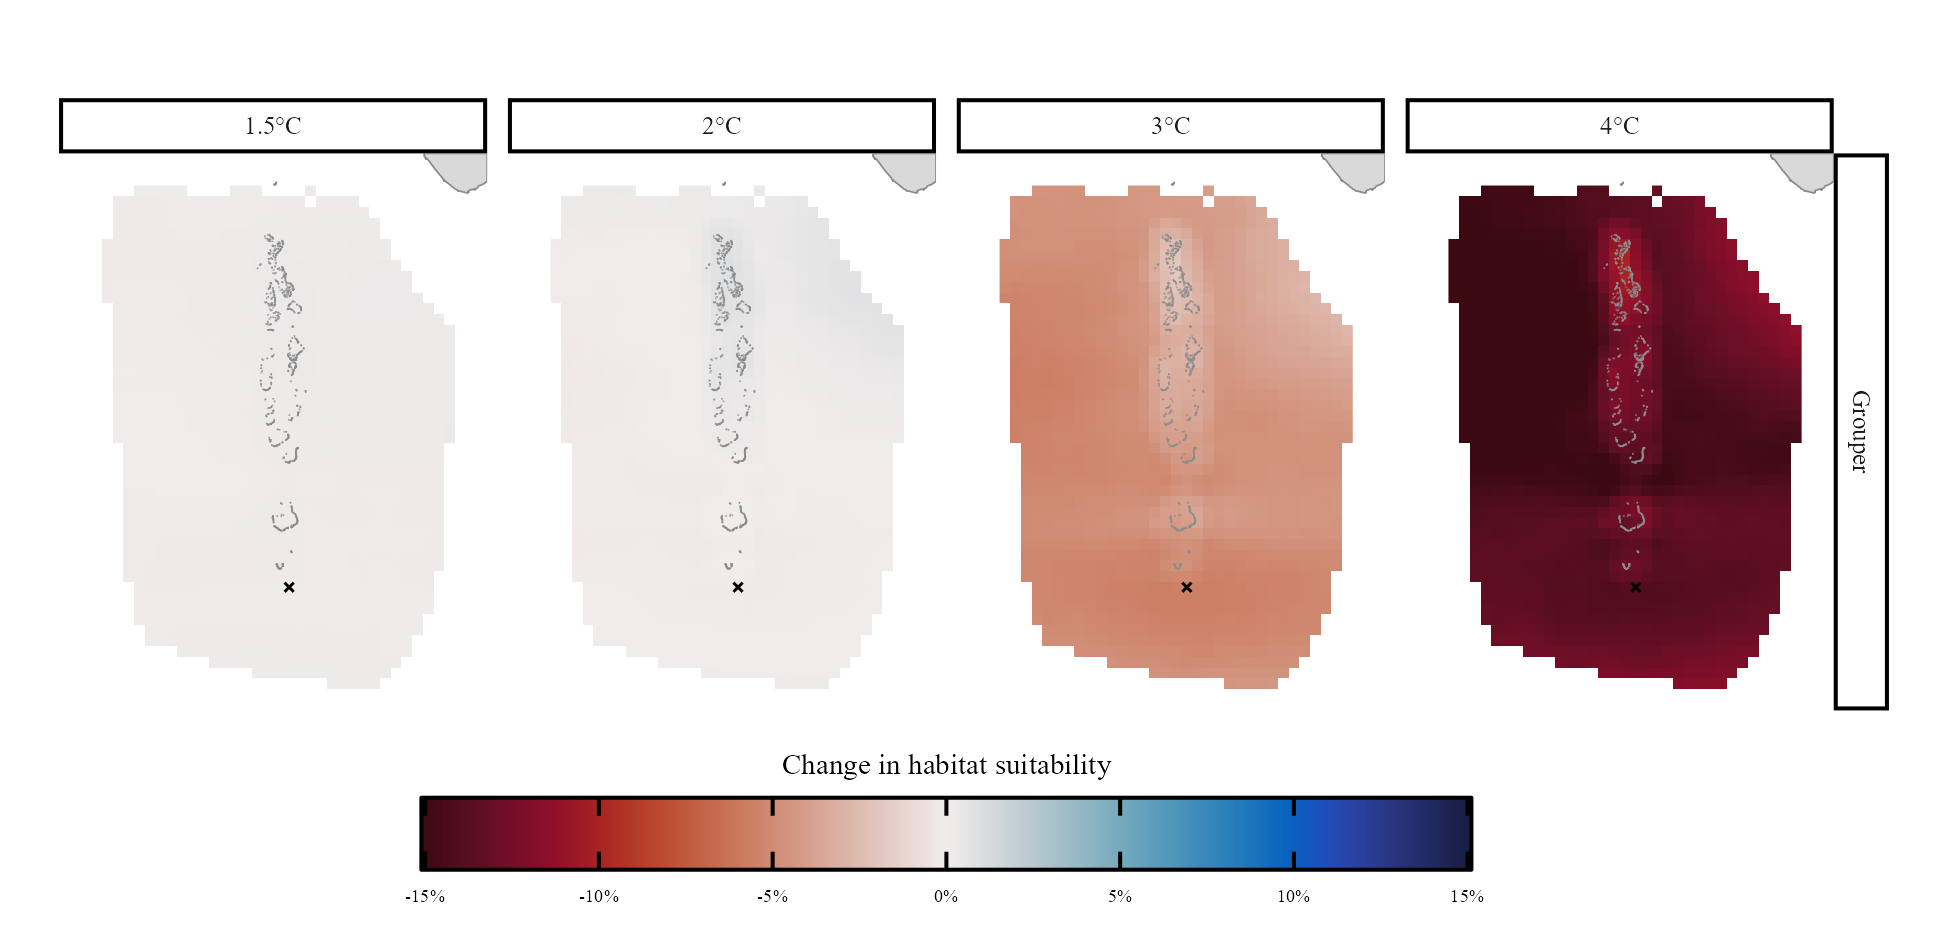 1.5°C
2°C
3°C
4°C
Grouper
Change in habitat suitability
-15%
-10%
-5%
0%
5%
10%
15%